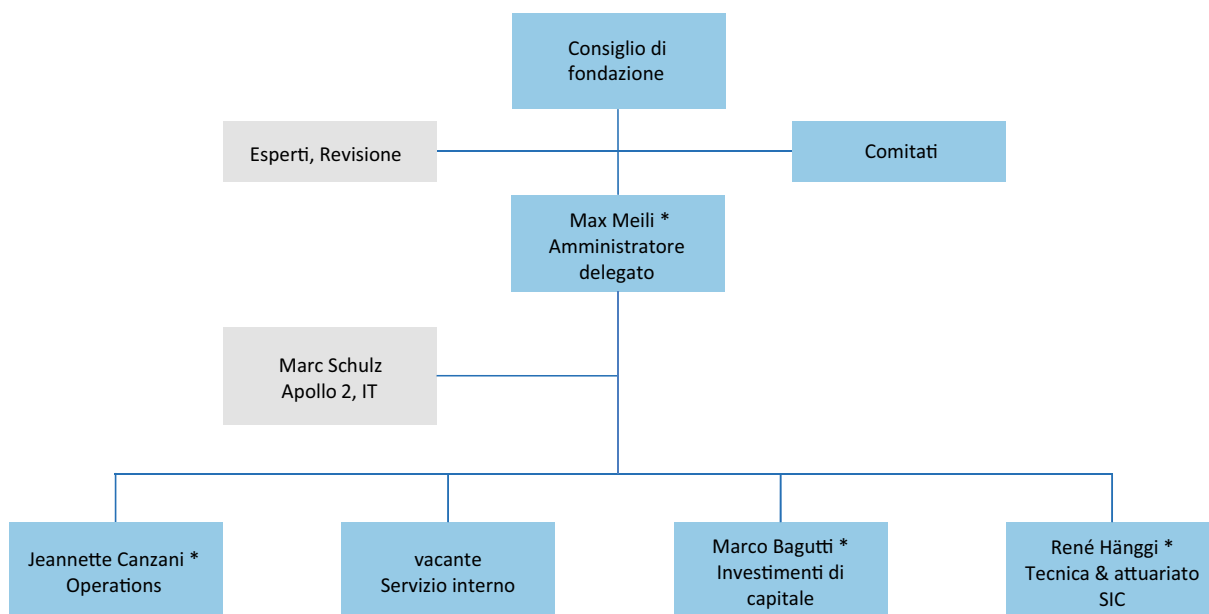 Consiglio di
fondazione
Esperti, Revisione
Comitati
Max Meili *
Amministratore
delegato
Marc Schulz
Apollo 2, IT
Jeannette Canzani *
Operations
vacante
Servizio interno
Marco Bagutti *
Investimenti di
capitale
René Hänggi *
Tecnica & attuariato
SIC